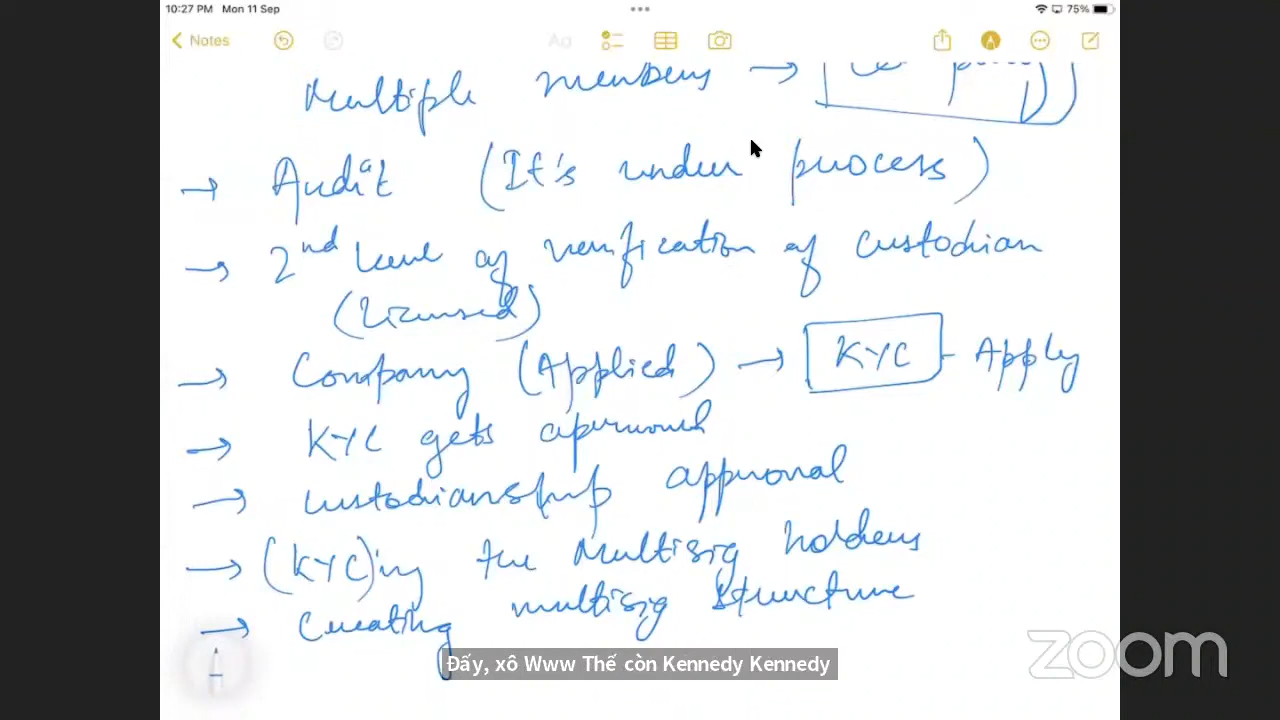 10:27 PM Mon 11 Sep
75%
Notes
Aa
Multiple members →
→ Audit (It's under process)
→ 2nd level of verification of custodian
(Licensed)
→ Company (Applied) → KYC - Apply
→ KYC gets
→ custodianship approval
→ (KYC)'ing the Multisig holders
→ Creating multisig structure
Đấy, xô Www Thế còn Kennedy Kennedy
zoom